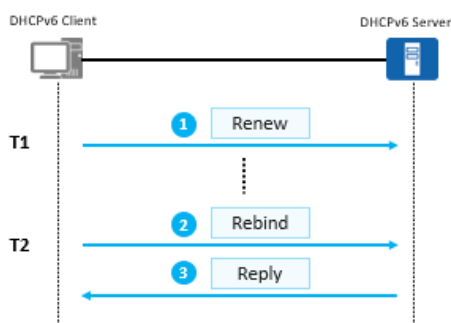 DHCPv6 Client
DHCPv6 Server
1 Renew
T1
2 Rebind
T2
3 Reply